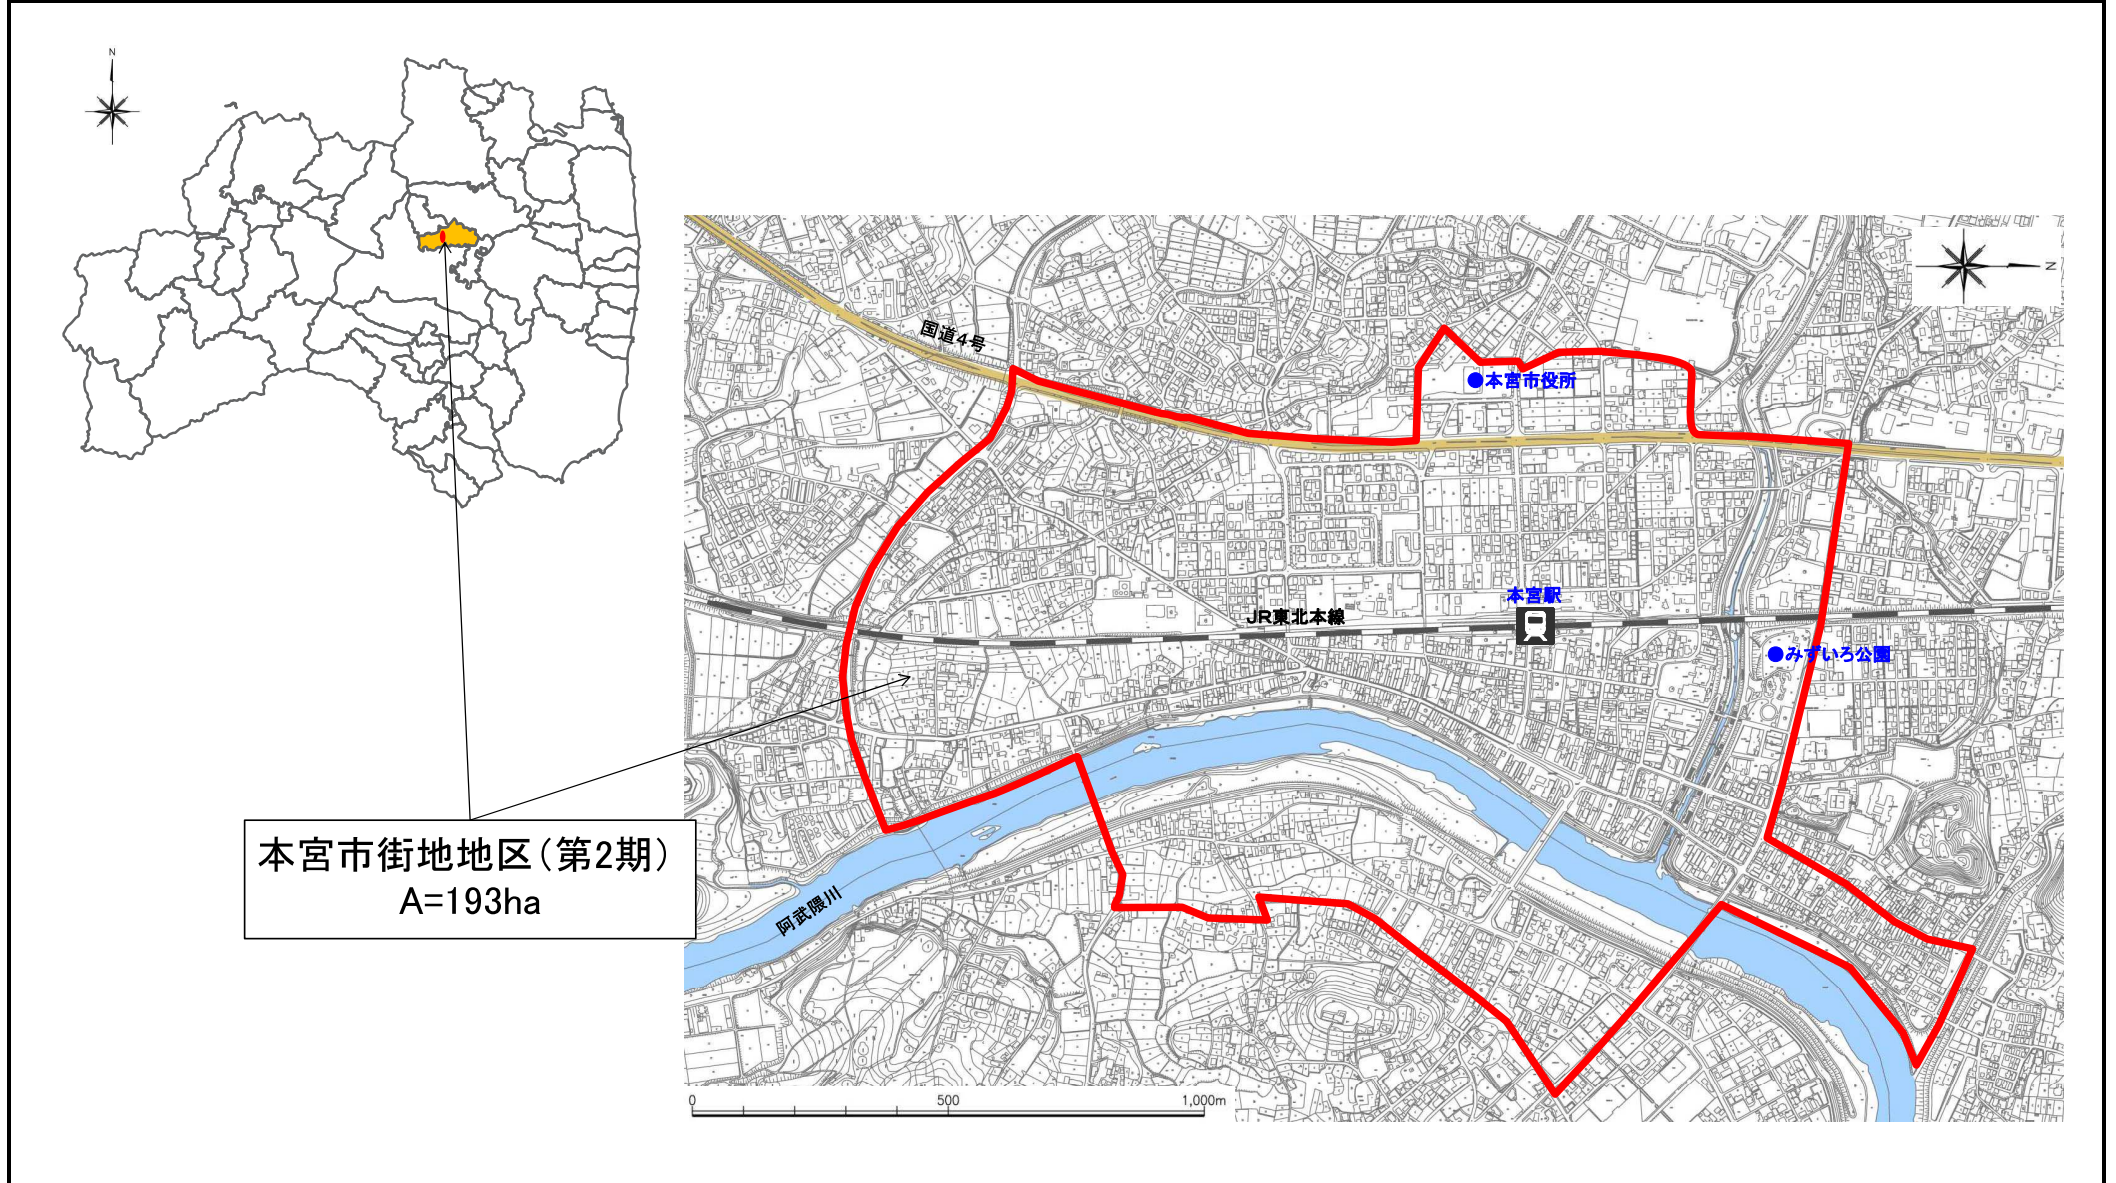 N
N
国道4号
●本宮市役所
本宮駅
JR東北本線
●みずいろ公園
本宮市街地地区(第2期)
A=193ha
阿武隈川
0 500 1,000m